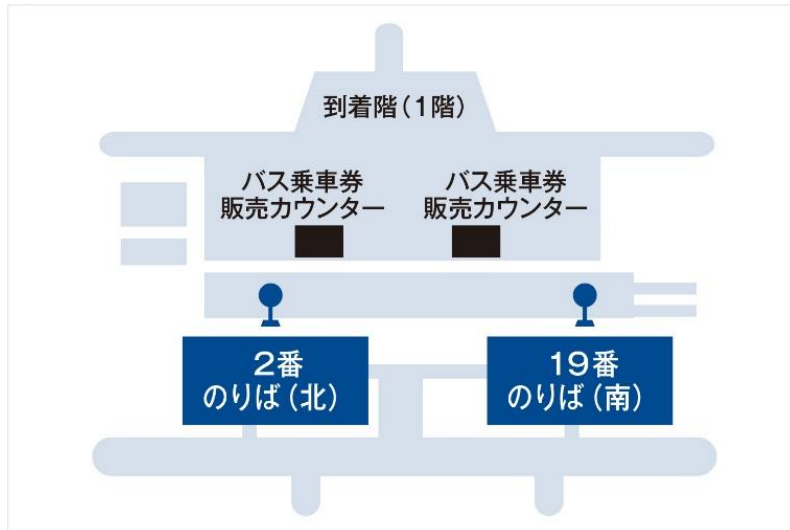 到着階(1階)
バス乗車券
販売カウンター
バス乗車券
販売カウンター
2番
のりば(北)
19番
のりば(南)